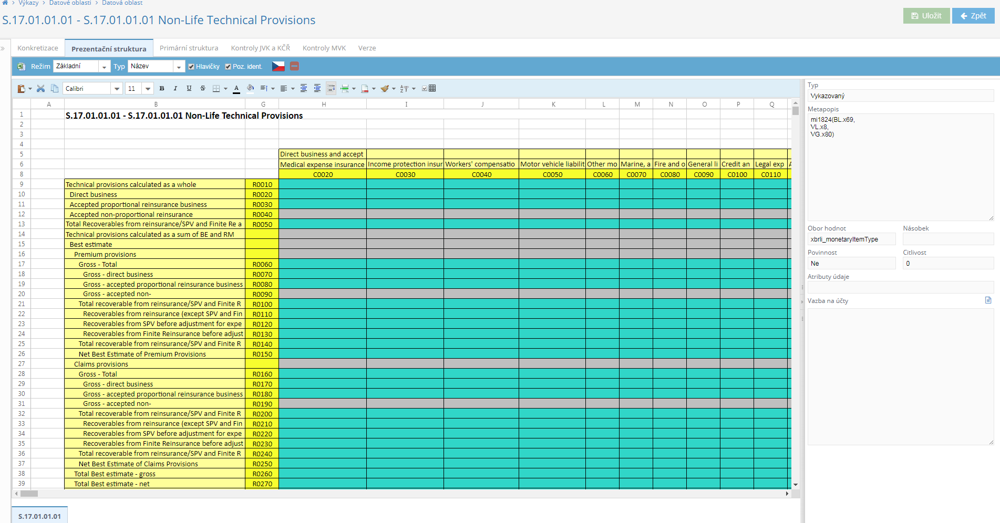 Výkazy > Datové oblasti > Datová oblast
S.17.01.01.01 - S.17.01.01.01 Non-Life Technical Provisions
Uložit Zpět
Konkretizace Prezentační struktura Primární struktura Kontroly JVK a KČŘ Kontroly MVK Verze
Režim Základní Typ Název Hlavičky Poz. ident.
Calibri 11 B I U S A
A B G H I J K L M N O P Q
1 S.17.01.01.01 - S.17.01.01.01 Non-Life Technical Provisions
2
3
4
5 Direct business and accept
6 Medical expense insurance Income protection insur Workers' compensatio Motor vehicle liabilit Other mo Marine, a Fire and o General li Credit an Legal exp
8 C0020 C0030 C0040 C0050 C0060 C0070 C0080 C0090 C0100 C0110
9 Technical provisions calculated as a whole R0010
10 Direct business R0020
11 Accepted proportional reinsurance business R0030
12 Accepted non-proportional reinsurance R0040
13 Total Recoverables from reinsurance/SPV and Finite Re a R0050
14 Technical provisions calculated as a sum of BE and RM
15 Best estimate
16 Premium provisions
17 Gross - Total R0060
18 Gross - direct business R0070
19 Gross - accepted proportional reinsurance business R0080
20 Gross - accepted non- R0090
21 Total recoverable from reinsurance/SPV and Finite R R0100
22 Recoverables from reinsurance (except SPV and Fin R0110
23 Recoverables from SPV before adjustment for expe R0120
24 Recoverables from Finite Reinsurance before adjust R0130
25 Total recoverable from reinsurance/SPV and Finite R R0140
26 Net Best Estimate of Premium Provisions R0150
27 Claims provisions
28 Gross - Total R0160
29 Gross - direct business R0170
30 Gross - accepted proportional reinsurance business R0180
31 Gross - accepted non- R0190
32 Total recoverable from reinsurance/SPV and Finite R R0200
33 Recoverables from reinsurance (except SPV and Fin R0210
34 Recoverables from SPV before adjustment for expe R0220
35 Recoverables from Finite Reinsurance before adjust R0230
36 Total recoverable from reinsurance/SPV and Finite R R0240
37 Net Best Estimate of Claims Provisions R0250
38 Total Best estimate - gross R0260
39 Total Best estimate - net R0270
S.17.01.01.01
Typ
Vykazovaný
Metapopis
mi1824(BL.x69,
VL.x8,
VG.x80)
Obor hodnot Násobek
xbrli_monetaryItemType
Povinnost Citlivost
Ne 0
Atributy údaje
Vazba na účty